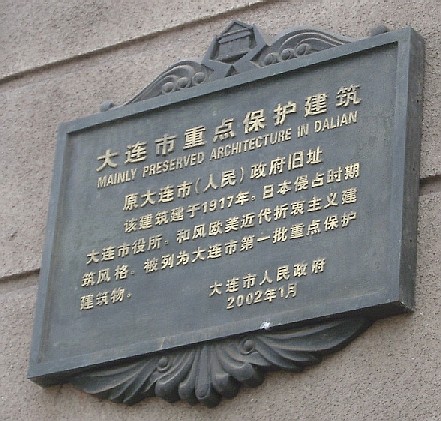 大连市重点保护建筑
MAINLY PRESERVED ARCHITECTURE IN DALIAN
原大连市(人民)政府旧址
该建筑建于1917年。日本侵占时期
大连市役所。和风欧美近代折衷主义建
筑风格。被列为大连市第一批重点保护
建筑物。
大连市人民政府
2002年1月